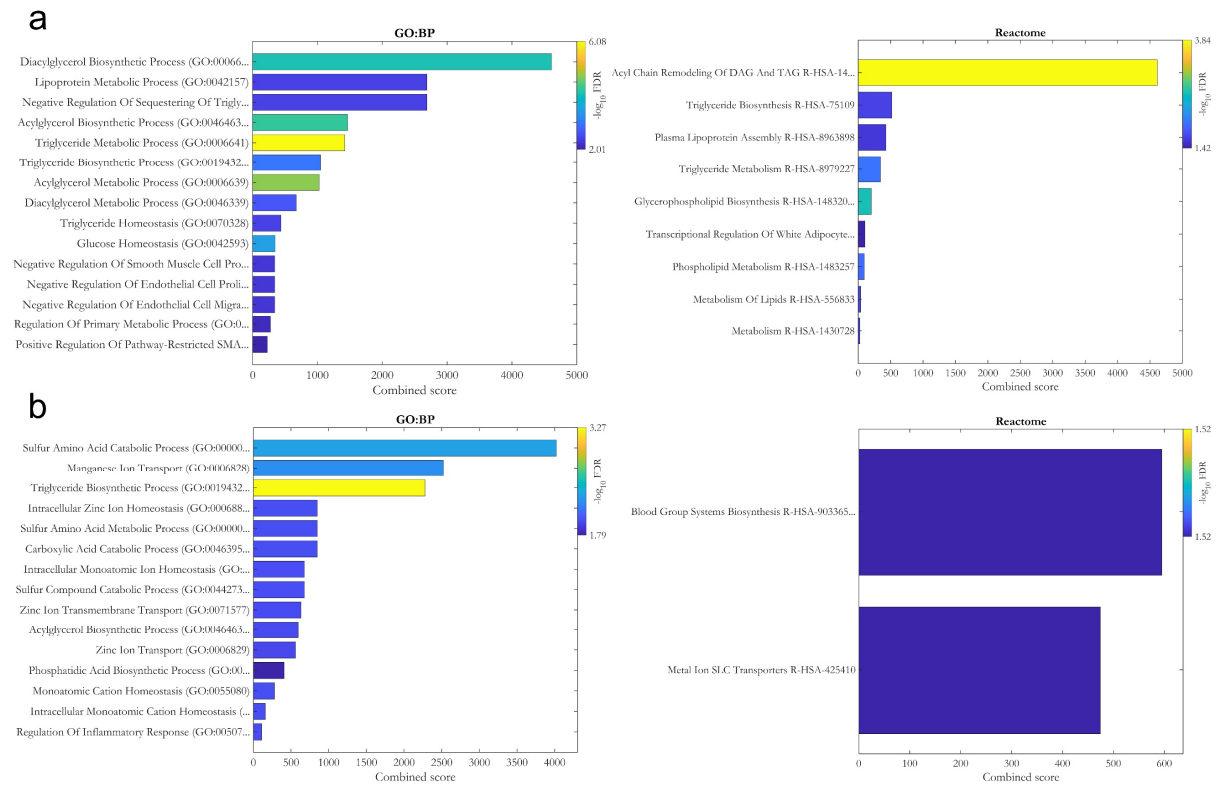 a
GO:BP
Diacylglycerol Biosynthetic Process (GO:00066...
Lipoprotein Metabolic Process (GO:0042157)
Negative Regulation Of Sequestering Of Trigly...
Acylglycerol Biosynthetic Process (GO:0046463...
Triglyceride Metabolic Process (GO:0006641)
Triglyceride Biosynthetic Process (GO:0019432...
Acylglycerol Metabolic Process (GO:0006639)
Diacylglycerol Metabolic Process (GO:0046339)
Triglyceride Homeostasis (GO:0070328)
Glucose Homeostasis (GO:0042593)
Negative Regulation Of Smooth Muscle Cell Pro...
Negative Regulation Of Endothelial Cell Proli...
Negative Regulation Of Endothelial Cell Migra...
Regulation Of Primary Metabolic Process (GO:0...
Positive Regulation Of Pathway-Restricted SMA...
0 1000 2000 3000 4000 5000
Combined score
6.08
-log10 FDR
2.01
Reactome
Acyl Chain Remodeling Of DAG And TAG R-HSA-14...
Triglyceride Biosynthesis R-HSA-75109
Plasma Lipoprotein Assembly R-HSA-8963898
Triglyceride Metabolism R-HSA-8979227
Glycerophospholipid Biosynthesis R-HSA-148320...
Transcriptional Regulation Of White Adipocyte...
Phospholipid Metabolism R-HSA-1483257
Metabolism Of Lipids R-HSA-556833
Metabolism R-HSA-1430728
0 500 1000 1500 2000 2500 3000 3500 4000 4500 5000
Combined score
3.84
-log10 FDR
1.42
b
GO:BP
Sulfur Amino Acid Catabolic Process (GO:00000...
Manganese Ion Transport (GO:0006828)
Triglyceride Biosynthetic Process (GO:0019432...
Intracellular Zinc Ion Homeostasis (GO:000688...
Sulfur Amino Acid Metabolic Process (GO:00000...
Carboxylic Acid Catabolic Process (GO:0046395...
Intracellular Monoatomic Ion Homeostasis (GO:...
Sulfur Compound Catabolic Process (GO:0044273...
Zinc Ion Transmembrane Transport (GO:0071577)
Acylglycerol Biosynthetic Process (GO:0046463...
Zinc Ion Transport (GO:0006829)
Phosphatidic Acid Biosynthetic Process (GO:00...
Monoatomic Cation Homeostasis (GO:0055080)
Intracellular Monoatomic Cation Homeostasis (...
Regulation Of Inflammatory Response (GO:00507...
0 500 1000 1500 2000 2500 3000 3500 4000
Combined score
3.27
-log10 FDR
1.79
Reactome
Blood Group Systems Biosynthesis R-HSA-903365...
Metal Ion SLC Transporters R-HSA-425410
0 100 200 300 400 500 600
Combined score
1.52
-log10 FDR
1.52